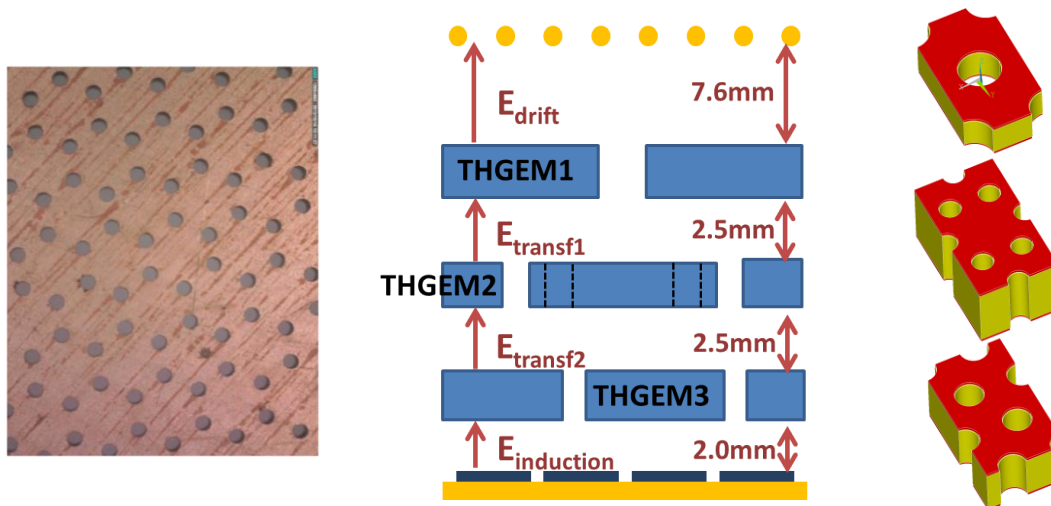 7.6mm
E_drift
THGEM1
2.5mm
E_transf1
THGEM2
2.5mm
E_transf2
THGEM3
2.0mm
E_induction